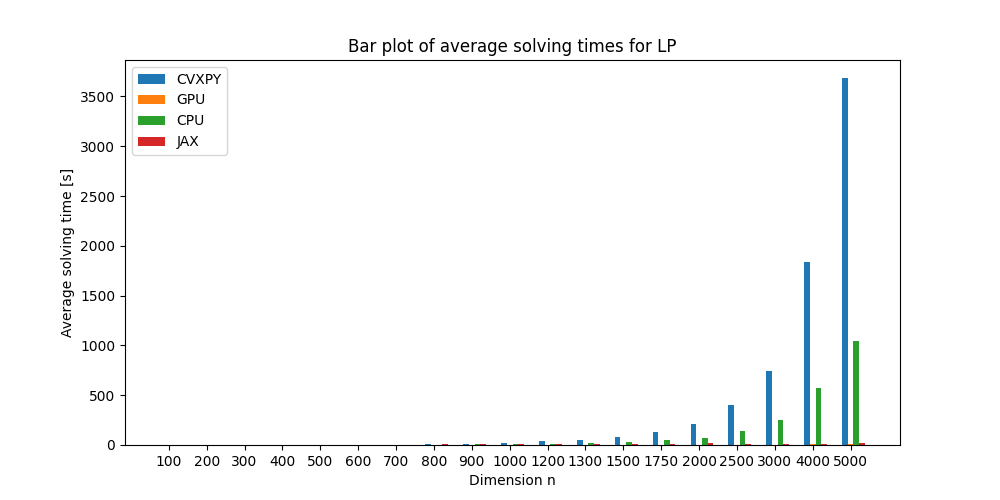 Bar plot of average solving times for LP
CVXPY
GPU
CPU
JAX
Average solving time [s]
3500
3000
2500
2000
1500
1000
500
0
100 200 300 400 500 600 700 800 900 1000 1200 1300 1500 1750 2000 2500 3000 4000 5000
Dimension n